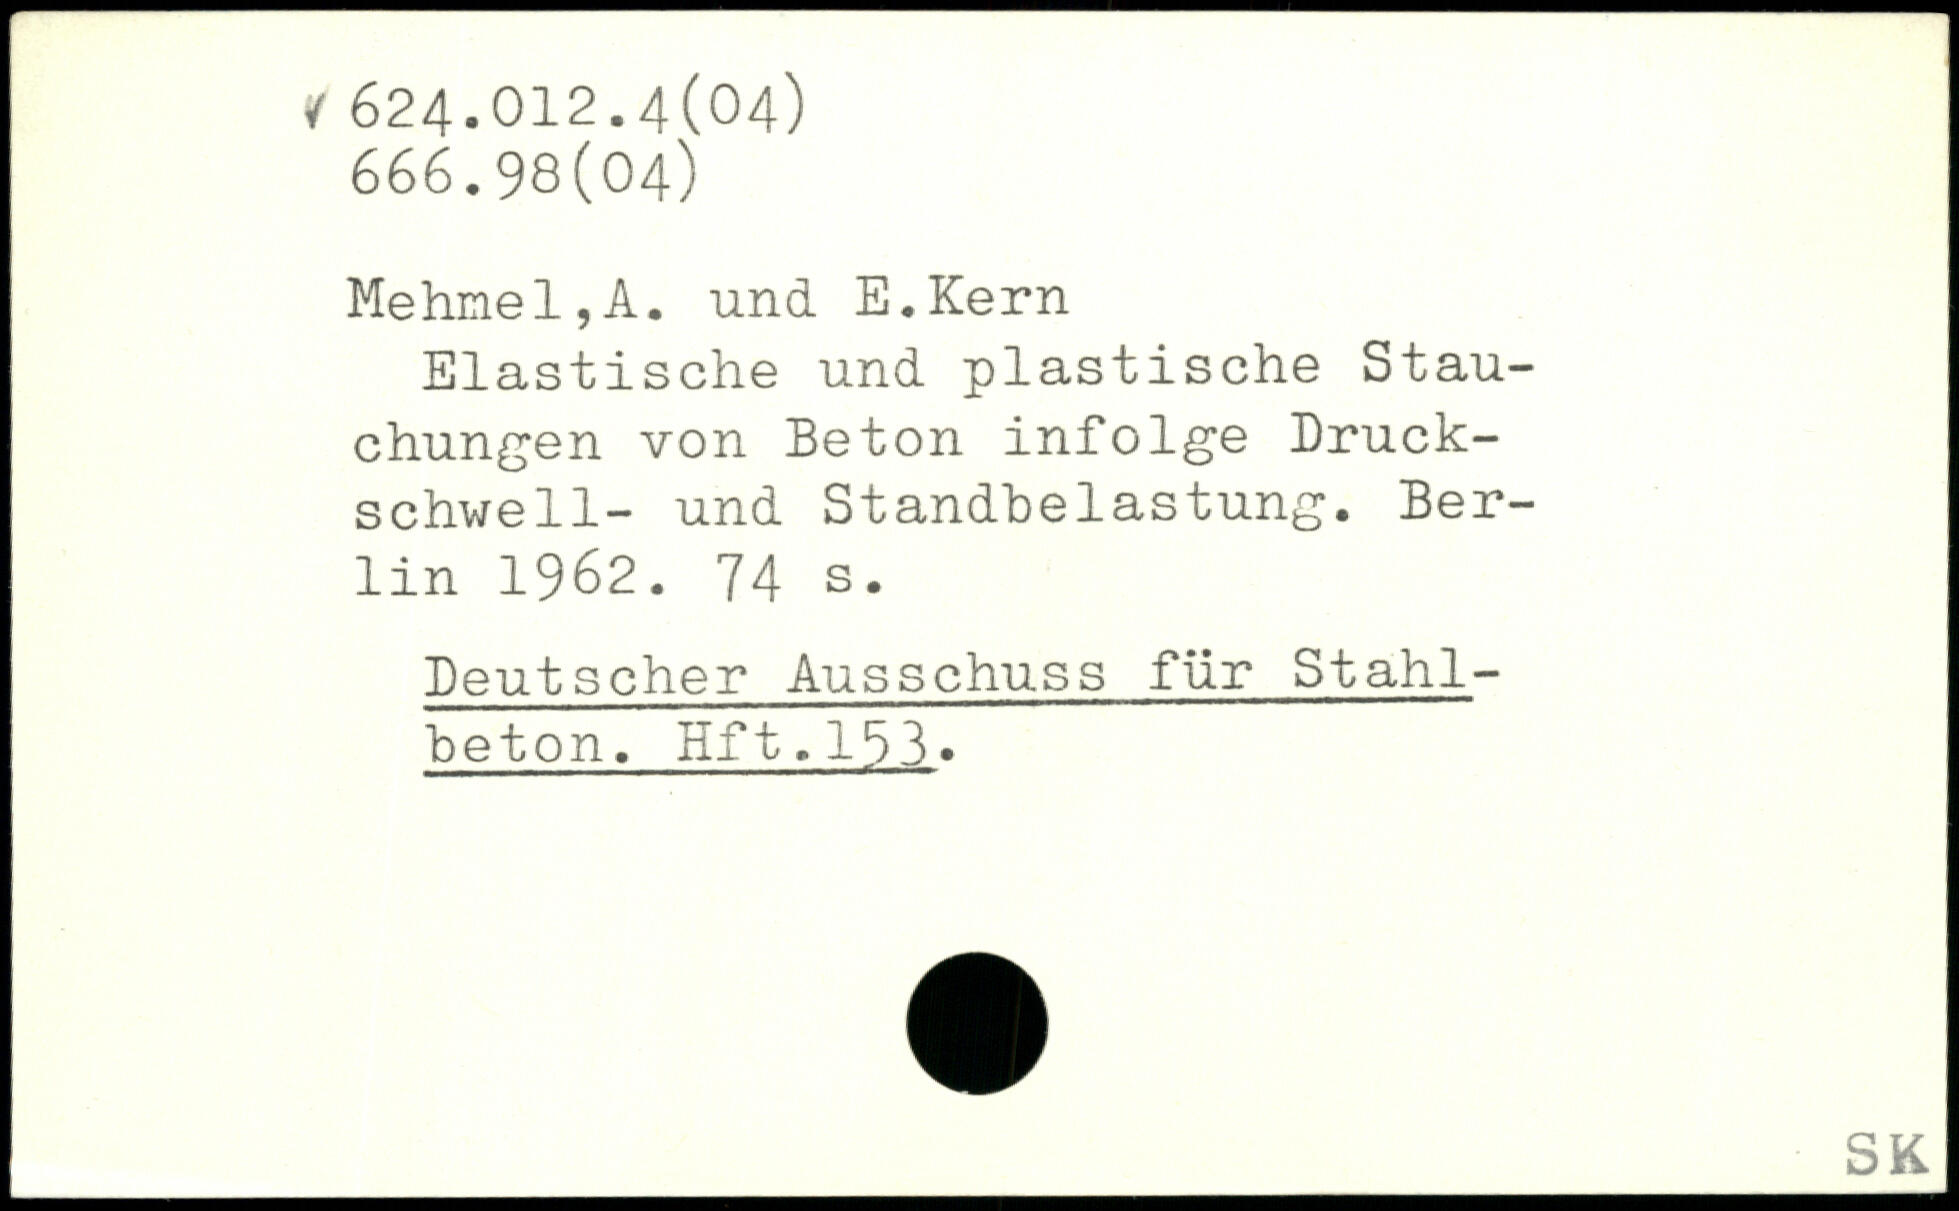 624.012.4(04)
666.98(04)
Mehmel,A. und E.Kern
Elastische und plastische Stau-
chungen von Beton infolge Druck-
schwell- und Standbelastung. Ber-
lin 1962. 74 s.
Deutscher Ausschuss für Stahl-
beton. Hft.153.
SK